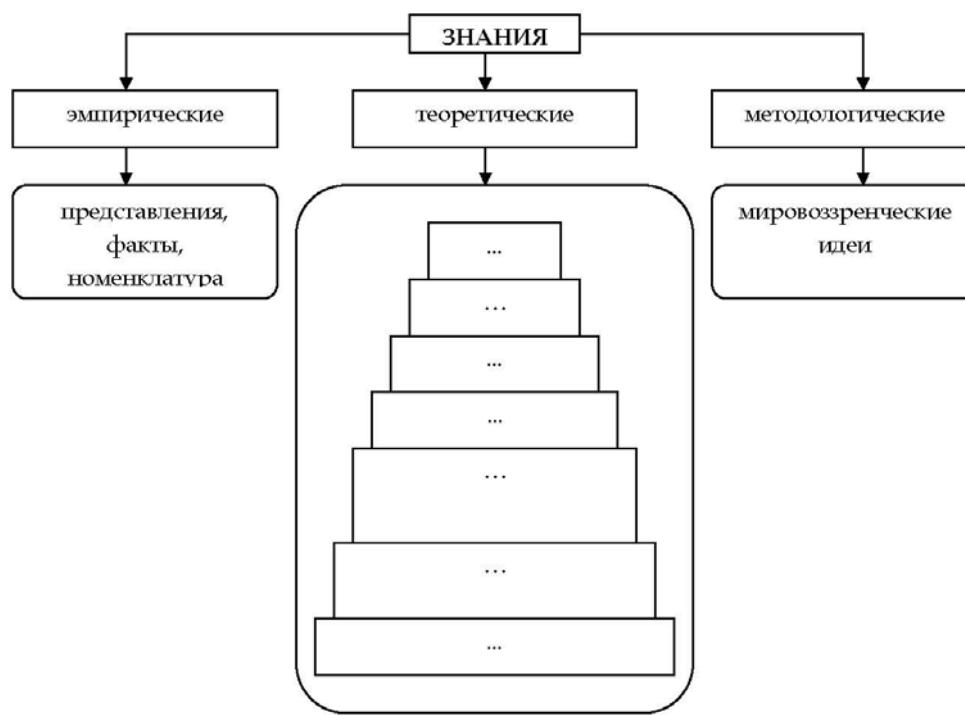 ЗНАНИЯ
эмпирические
теоретические
методологические
представления,
факты,
номенклатура
мировоззренческие
идеи
...
...
...
...
...
...
...